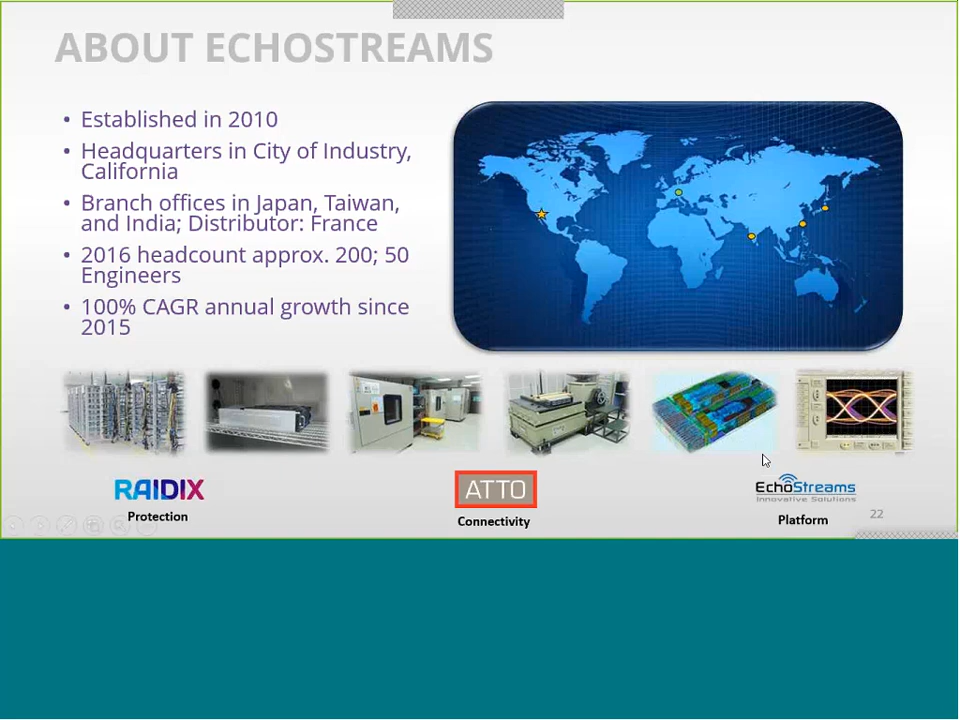 ABOUT ECHOSTREAMS
• Established in 2010
• Headquarters in City of Industry,
California
• Branch offices in Japan, Taiwan,
and India; Distributor: France
• 2016 headcount approx. 200; 50
Engineers
• 100% CAGR annual growth since
2015
RAIDIX
Protection
ATTO
Connectivity
EchoStreams
Innovative Solutions
Platform
22